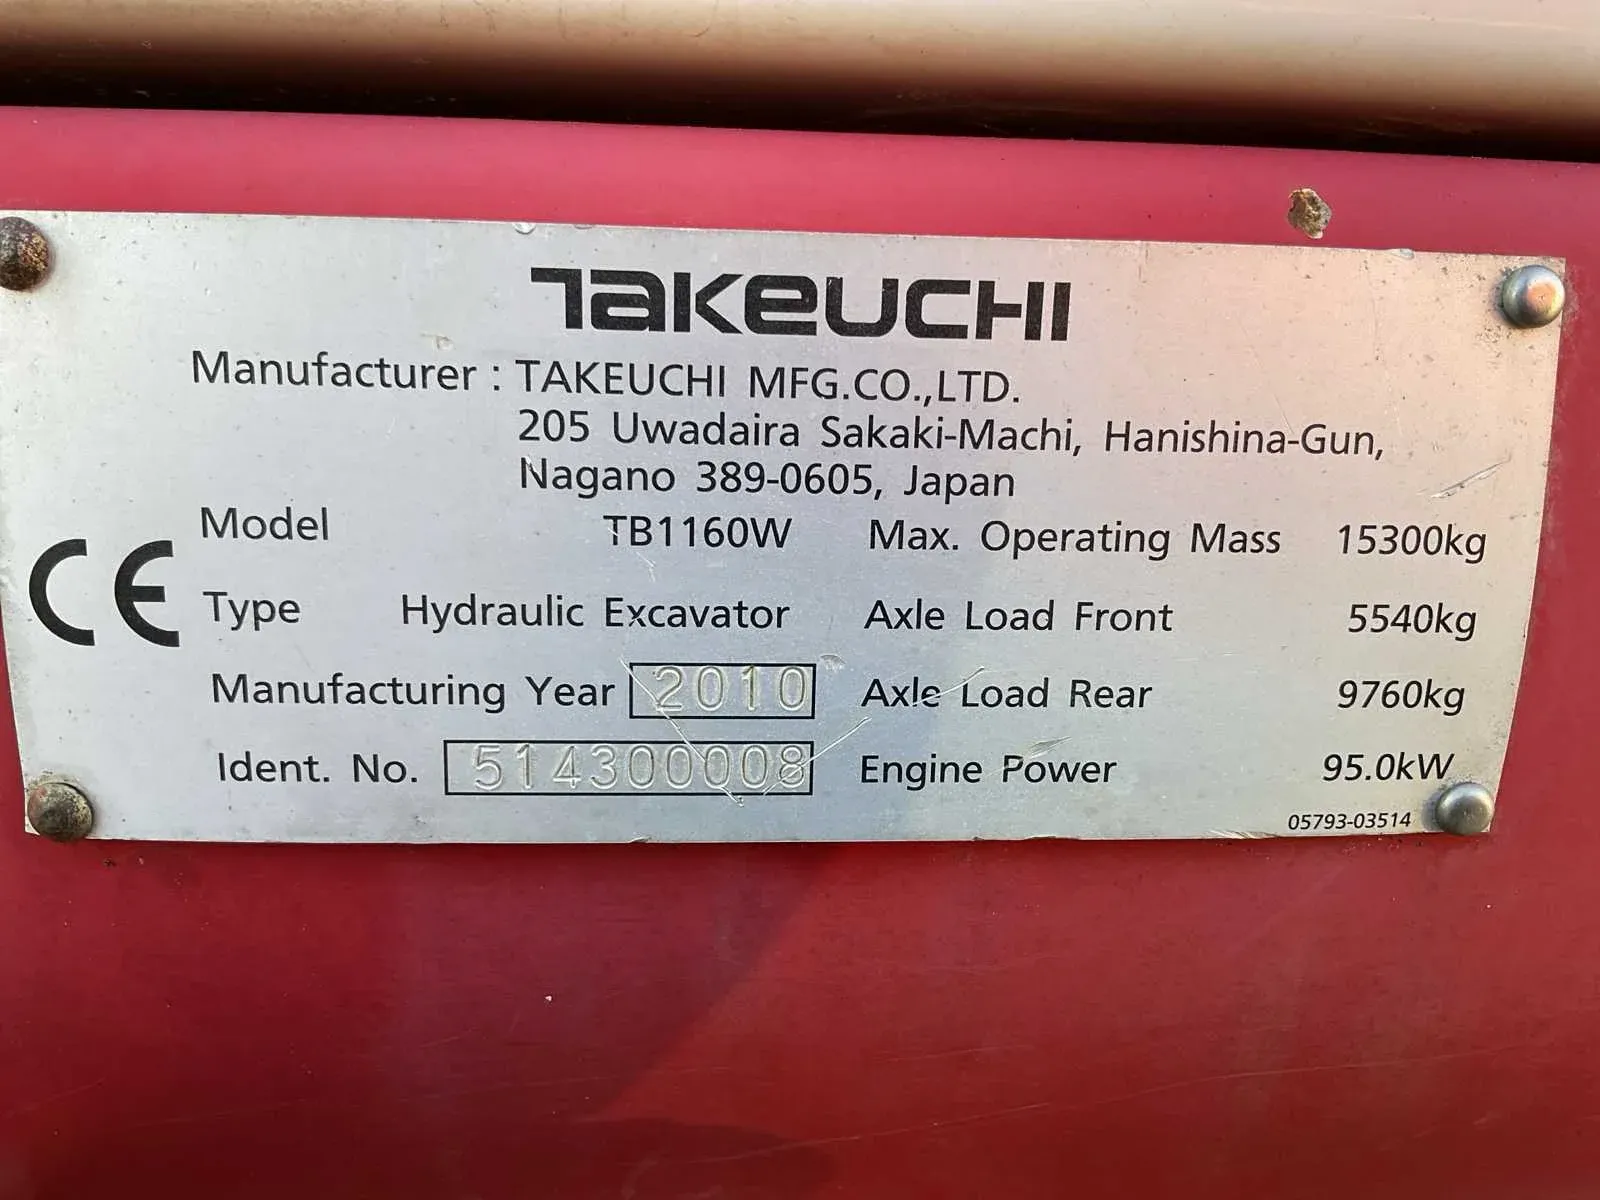 TAKEUCHI
Manufacturer : TAKEUCHI MFG.CO.,LTD.
205 Uwadaira Sakaki-Machi, Hanishina-Gun,
Nagano 389-0605, Japan
Model TB1160W Max. Operating Mass 15300kg
CE
Type Hydraulic Excavator Axle Load Front 5540kg
Manufacturing Year 2010 Axle Load Rear 9760kg
Ident. No. 514300008 Engine Power 95.0kW
05793-03514